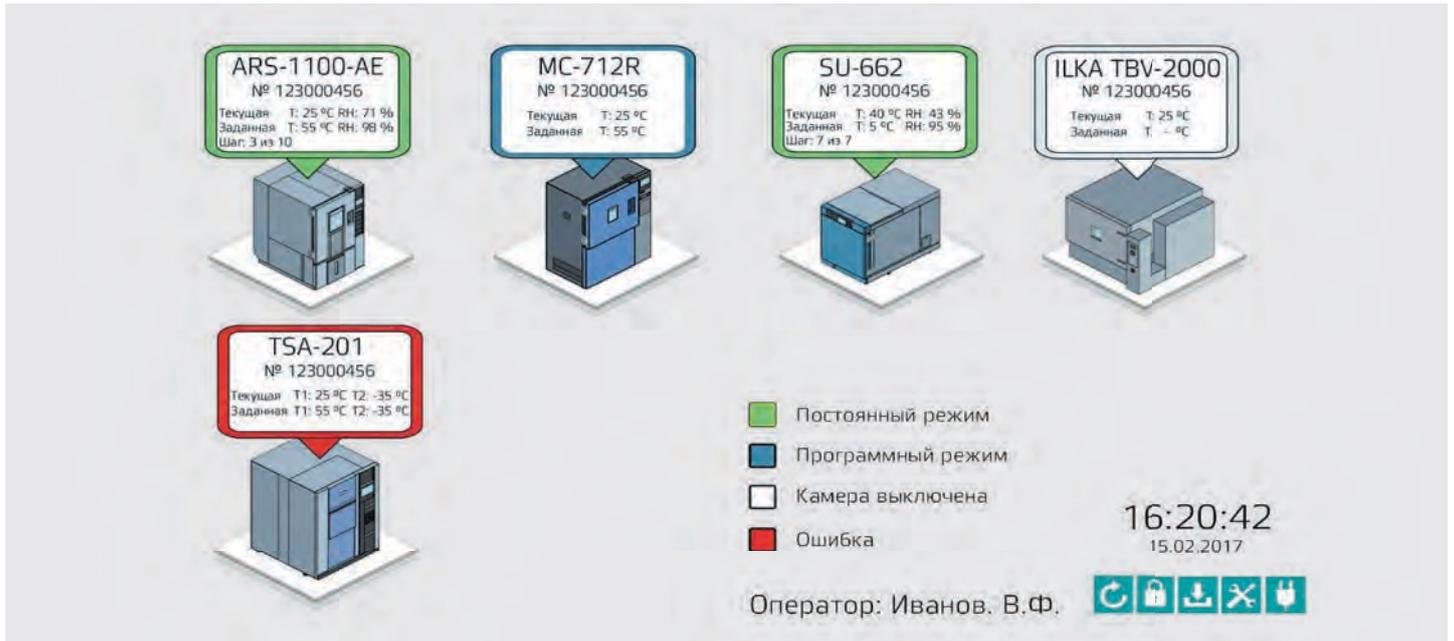 ARS-1100-AE
№ 123000456
Текущая T: 25 ºC RH: 71 %
Заданная T: 55 ºC RH: 98 %
Шаг: 3 из 10
MC-712R
№ 123000456
Текущая T: 25 ºC
Заданная T: 55 ºC
SU-662
№ 123000456
Текущая T: 40 ºC RH: 43 %
Заданная T: 5 ºC RH: 95 %
Шаг: 7 из 7
ILKA TBV-2000
№ 123000456
Текущая T: 25 ºC
Заданная T. - ºC
TSA-201
№ 123000456
Текущая T1: 25 ºC T2: -35 ºC
Заданная T1: 55 ºC T2: -35 ºC
Постоянный режим
Программный режим
Камера выключена
Ошибка
16:20:42
15.02.2017
Оператор: Иванов. В.Ф.